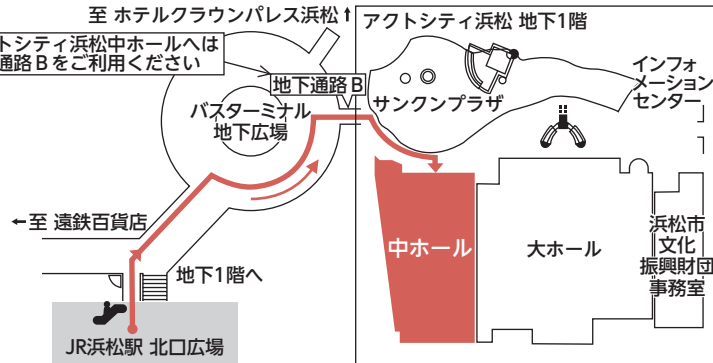 至 ホテルクラウンパレス浜松↑
アクトシティ浜松 地下1階
トシティ浜松中ホールへは
通路Bをご利用ください
地下通路B
バスターミナル
地下広場
サンクンプラザ
インフォ
メーション
センター
←至 遠鉄百貨店
中ホール
大ホール
浜松市
文化
振興財団
事務室
地下1階へ
JR浜松駅 北口広場